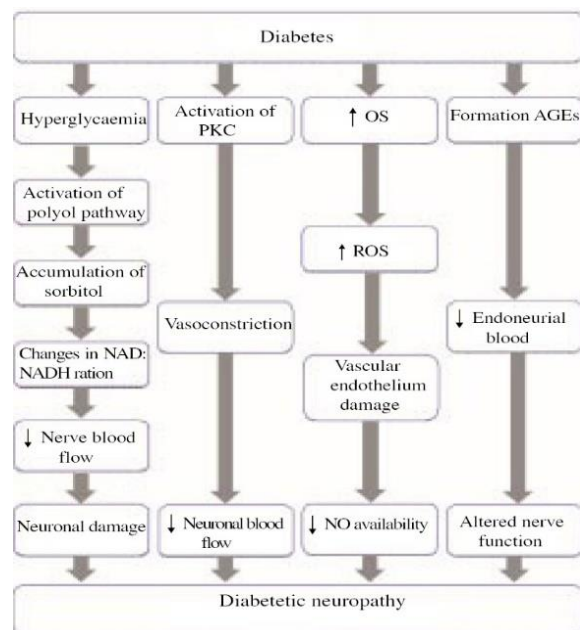 Diabetes
Hyperglycaemia
Activation of
polyol pathway
Accumulation of
sorbitol
Changes in NAD:
NADH ration
↓ Nerve blood
flow
Neuronal damage
Activation of
PKC
Vasoconstriction
↓ Neuronal blood
flow
↑ OS
↑ ROS
Vascular
endothelium
damage
↓ NO availability
Formation AGEs
↓ Endoneurial
blood
Altered nerve
function
Diabetetic neuropathy